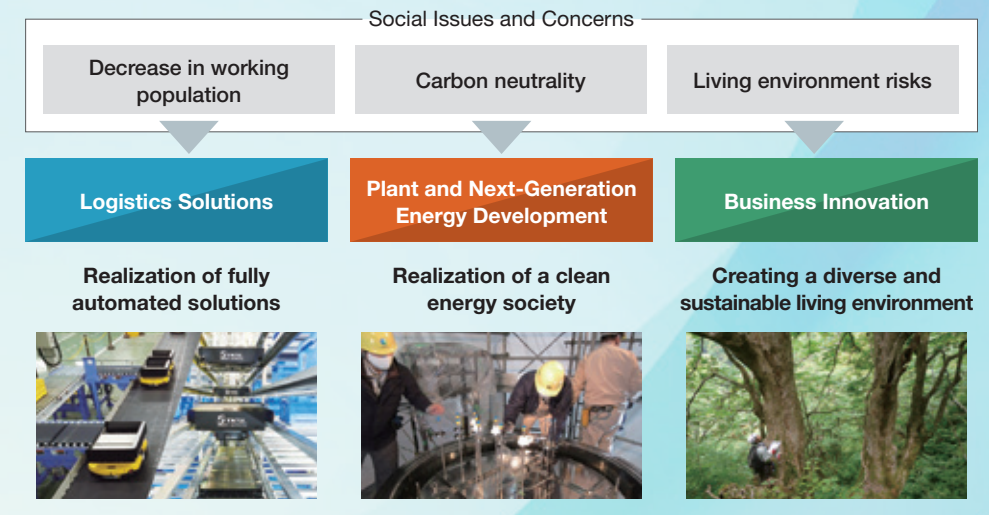 Social Issues and Concerns
Decrease in working
population
Carbon neutrality
Living environment risks
Logistics Solutions
Plant and Next-Generation
Energy Development
Business Innovation
Realization of fully
automated solutions
Realization of a clean
energy society
Creating a diverse and
sustainable living environment